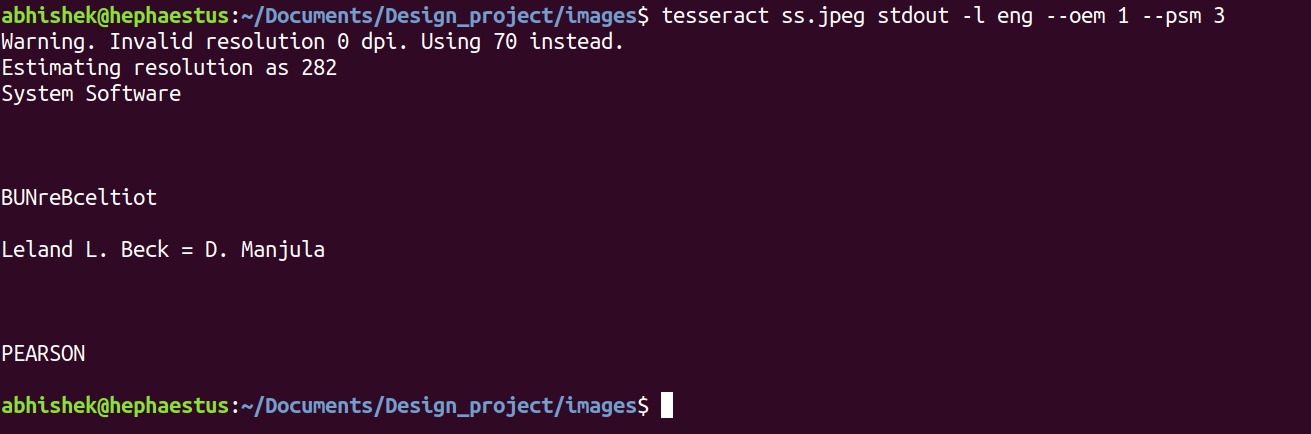 abhishek@hephaestus:~/Documents/Design_project/images$ tesseract ss.jpeg stdout -l eng --oem 1 --psm 3
Warning. Invalid resolution 0 dpi. Using 70 instead.
Estimating resolution as 282
System Software
BUNreBceltiot
Leland L. Beck = D. Manjula
PEARSON
abhishek@hephaestus:~/Documents/Design_project/images$